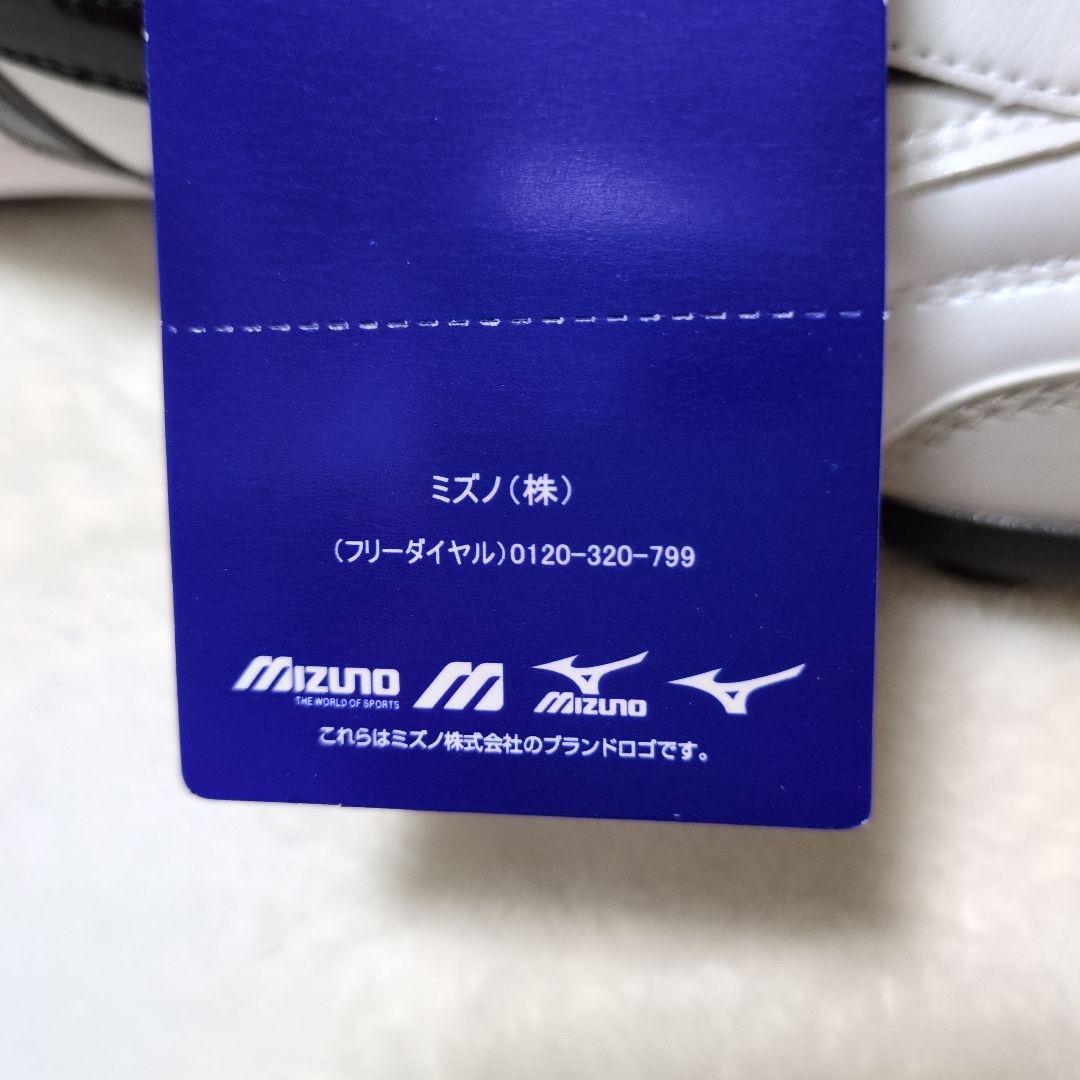 ミズノ(株)
(フリーダイヤル)0120-320-799
MIZUNO
THE WORLD OF SPORTS
M
MIZUNO
これらはミズノ株式会社のブランドロゴです。